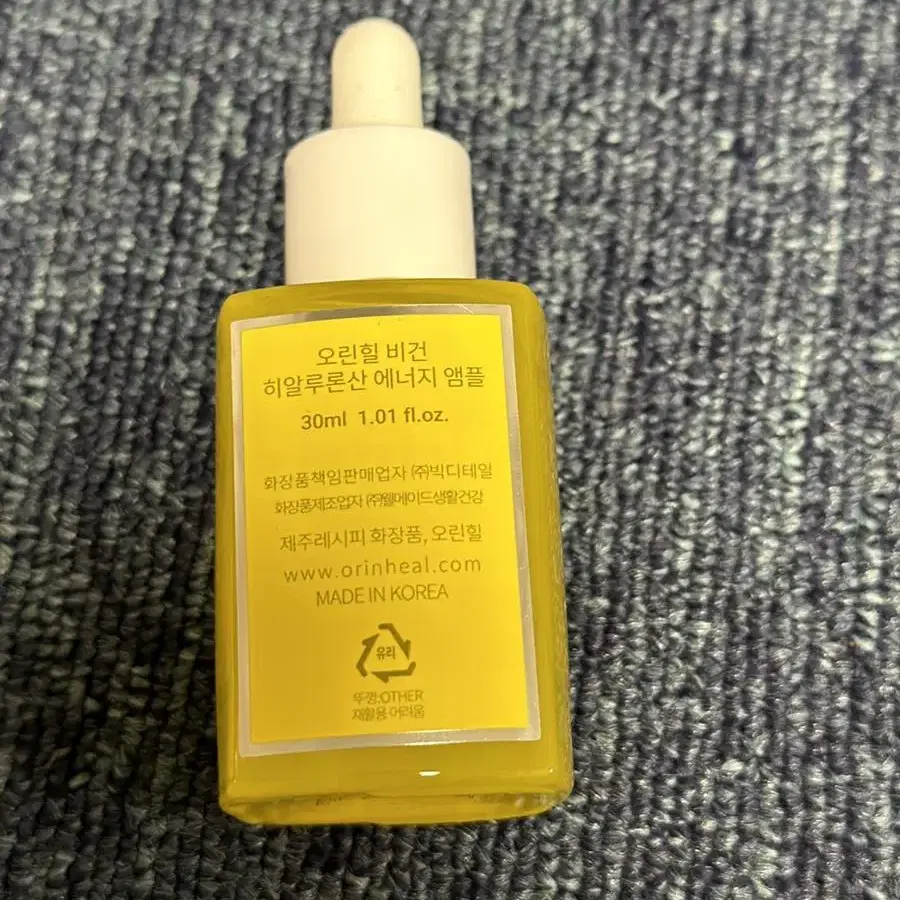 오린힐 비건
히알루론산 에너지 앰플
30ml 1.01 fl.oz.
화장품책임판매업자 ㈜빅디테일
화장품제조업자 ㈜웰메이드생활건강
제주레시피 화장품, 오린힐
www.orinheal.com
MADE IN KOREA
유리
뚜껑:OTHER
재활용 어려움